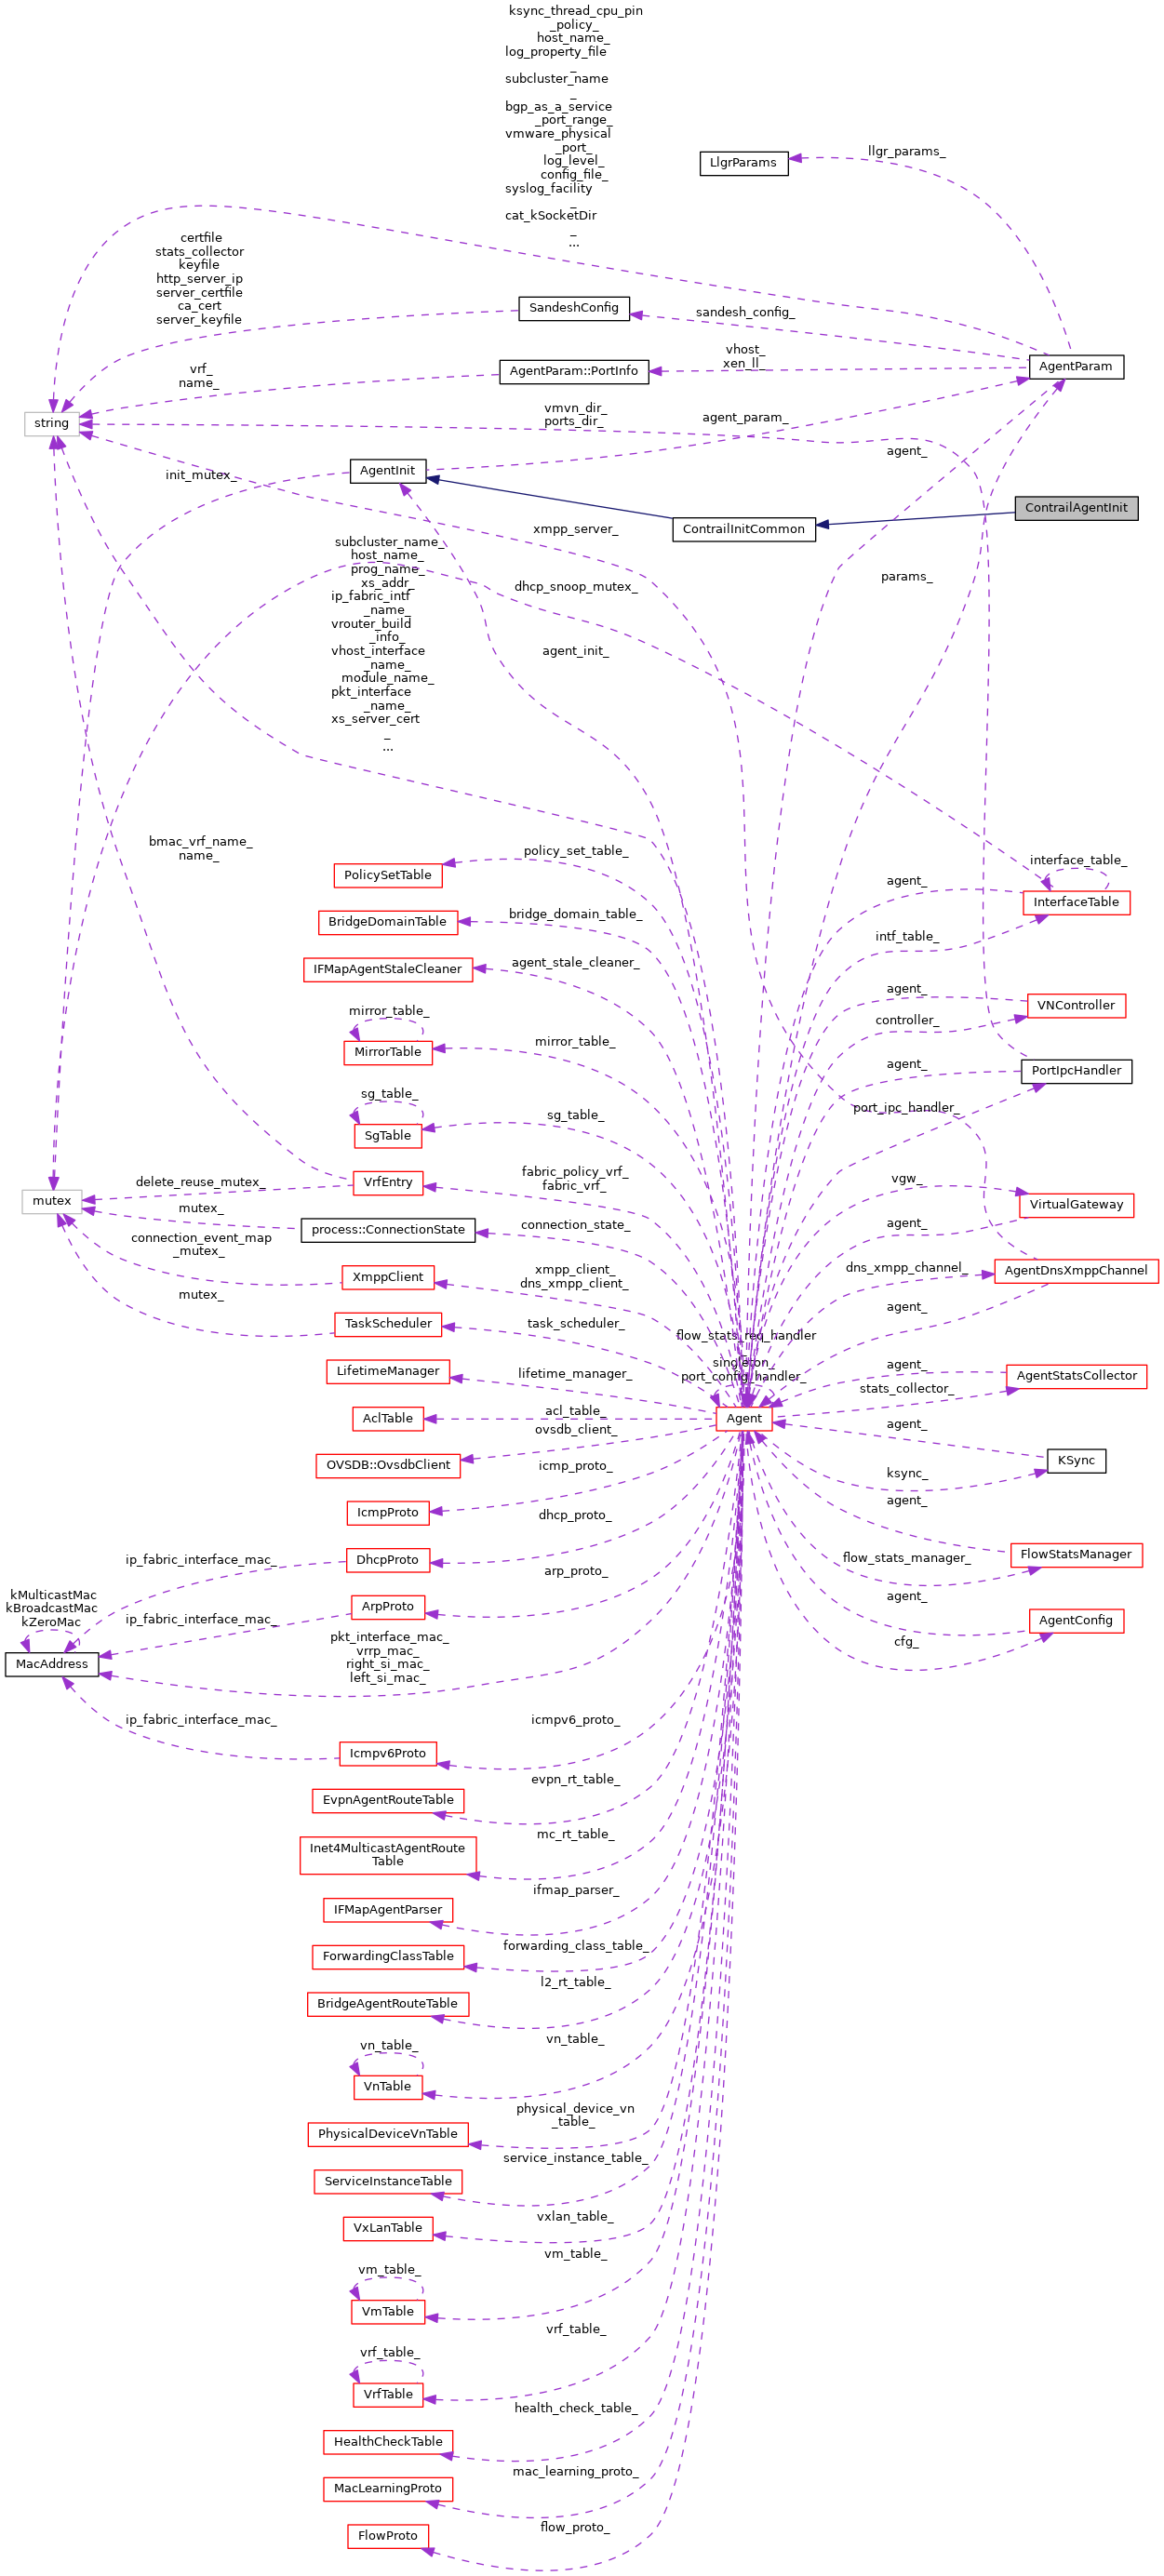 ksync_thread_cpu_pin
_policy_
host_name_
log_property_file
_
subcluster_name
_
bgp_as_a_service
_port_range_
vmware_physical
_port_
log_level_
config_file_
syslog_facility
_
cat_kSocketDir
_
...
llgr_params_
LlgrParams
certfile
stats_collector
keyfile
http_server_ip
server_certfile
ca_cert
server_keyfile
SandeshConfig
sandesh_config_
vhost_
xen_ll_
AgentParam
AgentParam::PortInfo
vrf_
name_
string
vmvn_dir_
ports_dir_
agent_param_
agent_
AgentInit
init_mutex_
ContrailAgentInit
ContrailInitCommon
xmpp_server_
subcluster_name_
host_name_
prog_name_
xs_addr_
ip_fabric_intf
_name_
vrouter_build
_info_
vhost_interface
_name_
module_name_
pkt_interface
_name_
xs_server_cert
_
...
dhcp_snoop_mutex_
params_
agent_init_
bmac_vrf_name_
name_
policy_set_table_
PolicySetTable
interface_table_
agent_
InterfaceTable
bridge_domain_table_
BridgeDomainTable
intf_table_
agent_stale_cleaner_
IFMapAgentStaleCleaner
agent_
VNController
mirror_table_
controller_
mirror_table_
MirrorTable
agent_
PortIpcHandler
sg_table_
port_ipc_handler_
sg_table_
SgTable
fabric_policy_vrf_
fabric_vrf_
vgw_
delete_reuse_mutex_
VrfEntry
mutex
VirtualGateway
mutex_
process::ConnectionState
connection_state_
agent_
connection_event_map
_mutex_
XmppClient
xmpp_client_
dns_xmpp_client_
dns_xmpp_channel_
AgentDnsXmppChannel
mutex_
TaskScheduler
task_scheduler_
agent_
flow_stats_req_handler
_
singleton_
port_config_handler_
LifetimeManager
lifetime_manager_
agent_
AgentStatsCollector
stats_collector_
acl_table_
AclTable
Agent
agent_
ovsdb_client_
OVSDB::OvsdbClient
icmp_proto_
KSync
ksync_
IcmpProto
dhcp_proto_
agent_
ip_fabric_interface_mac_
DhcpProto
FlowStatsManager
flow_stats_manager_
arp_proto_
kMulticastMac
kBroadcastMac
kZeroMac
agent_
ip_fabric_interface_mac_
ArpProto
AgentConfig
cfg_
pkt_interface_mac_
vrrp_mac_
right_si_mac_
left_si_mac_
MacAddress
ip_fabric_interface_mac_
icmpv6_proto_
Icmpv6Proto
evpn_rt_table_
EvpnAgentRouteTable
mc_rt_table_
Inet4MulticastAgentRoute
Table
ifmap_parser_
IFMapAgentParser
forwarding_class_table_
ForwardingClassTable
l2_rt_table_
BridgeAgentRouteTable
vn_table_
vn_table_
VnTable
physical_device_vn
_table_
PhysicalDeviceVnTable
service_instance_table_
ServiceInstanceTable
vxlan_table_
VxLanTable
vm_table_
vm_table_
VmTable
vrf_table_
vrf_table_
VrfTable
health_check_table_
HealthCheckTable
mac_learning_proto_
MacLearningProto
flow_proto_
FlowProto